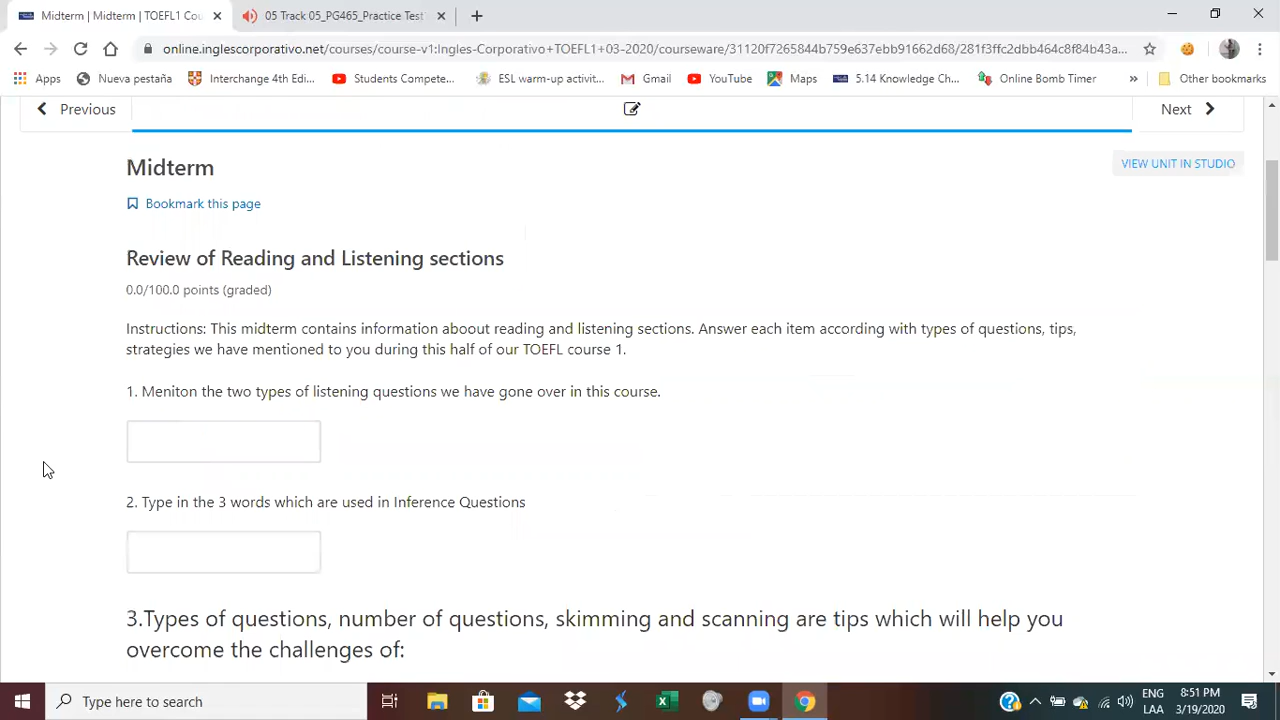 Midterm | Midterm | TOEFL1 Cou
05 Track 05_PG465_Practice Test
online.inglescorporativo.net/courses/course-v1:Ingles-Corporativo+TOEFL1+03-2020/courseware/31120f7265844b759e637ebb91662d68/281f3ffc2dbb464c8f84b43a...
Apps Nueva pestaña Interchange 4th Edi... Students Compete... ESL warm-up activit... Gmail YouTube Maps 5.14 Knowledge Ch... Online Bomb Timer » Other bookmarks
Previous
Next
Midterm
VIEW UNIT IN STUDIO
Bookmark this page
Review of Reading and Listening sections
0.0/100.0 points (graded)
Instructions: This midterm contains information aboout reading and listening sections. Answer each item according with types of questions, tips,
strategies we have mentioned to you during this half of our TOEFL course 1.
1. Meniton the two types of listening questions we have gone over in this course.
2. Type in the 3 words which are used in Inference Questions
3.Types of questions, number of questions, skimming and scanning are tips which will help you
overcome the challenges of:
Type here to search
ENG
LAA
8:51 PM
3/19/2020